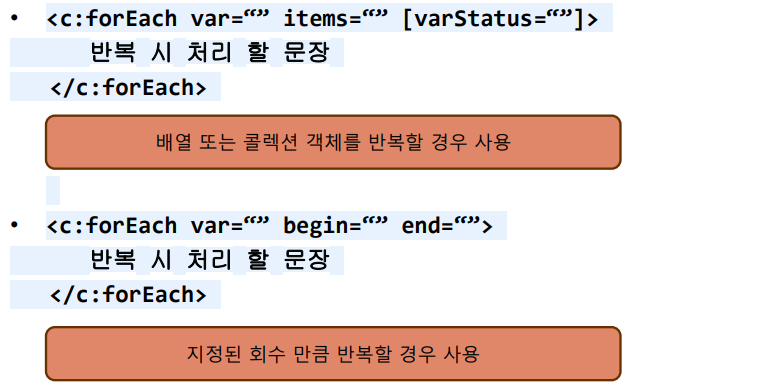 • <c:forEach var=“” items=“” [varStatus=“”]>
반복 시 처리 할 문장
</c:forEach>
배열 또는 콜렉션 객체를 반복할 경우 사용
• <c:forEach var=“” begin=“” end=“”>
반복 시 처리 할 문장
</c:forEach>
지정된 회수 만큼 반복할 경우 사용